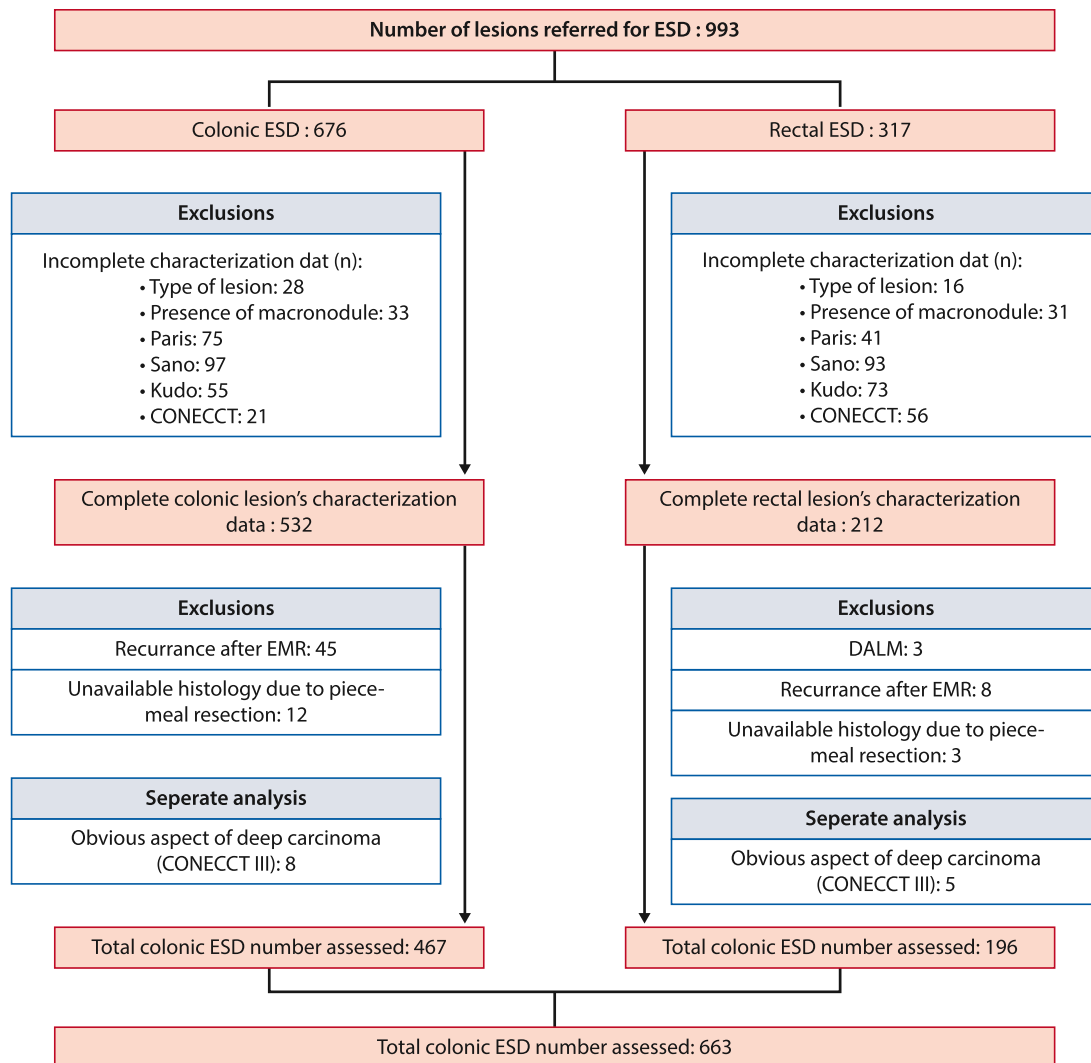 Number of lesions referred for ESD : 993
Colonic ESD : 676
Rectal ESD : 317
Exclusions
Incomplete characterization dat (n):
• Type of lesion: 28
• Presence of macronodule: 33
• Paris: 75
• Sano: 97
• Kudo: 55
• CONECCT: 21
Exclusions
Incomplete characterization dat (n):
• Type of lesion: 16
• Presence of macronodule: 31
• Paris: 41
• Sano: 93
• Kudo: 73
• CONECCT: 56
Complete colonic lesion's characterization
data : 532
Complete rectal lesion's characterization
data : 212
Exclusions
Recurrance after EMR: 45
Unavailable histology due to piece-
meal resection: 12
Exclusions
DALM: 3
Recurrance after EMR: 8
Unavailable histology due to piece-
meal resection: 3
Seperate analysis
Obvious aspect of deep carcinoma
(CONECCT III): 8
Seperate analysis
Obvious aspect of deep carcinoma
(CONECCT III): 5
Total colonic ESD number assessed: 467
Total colonic ESD number assessed: 196
Total colonic ESD number assessed: 663